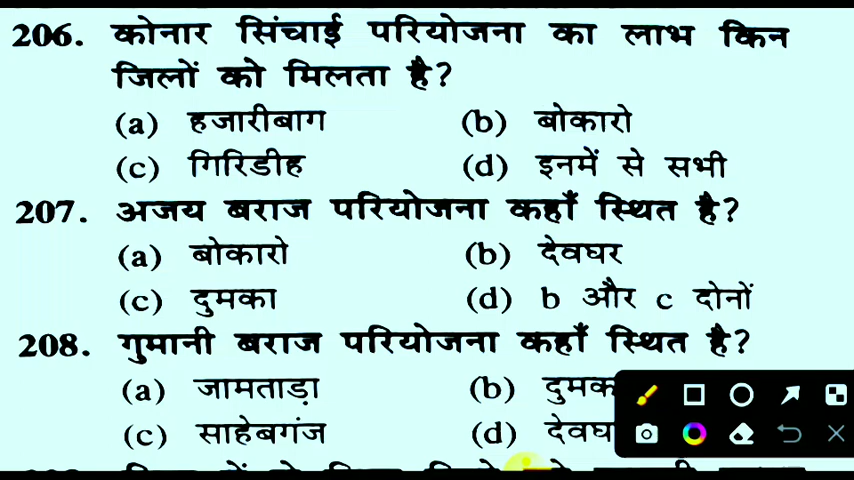 206. कोनार सिंचाई परियोजना का लाभ किन
जिलों को मिलता है?
(a) हजारीबाग (b) बोकारो
(c) गिरिडीह (d) इनमें से सभी
207. अजय बराज परियोजना कहाँ स्थित है?
(a) बोकारो (b) देवघर
(c) दुमका (d) b और c दोनों
208. गुमानी बराज परियोजना कहाँ स्थित है?
(a) जामताड़ा (b)
(c) साहेबगंज (d)